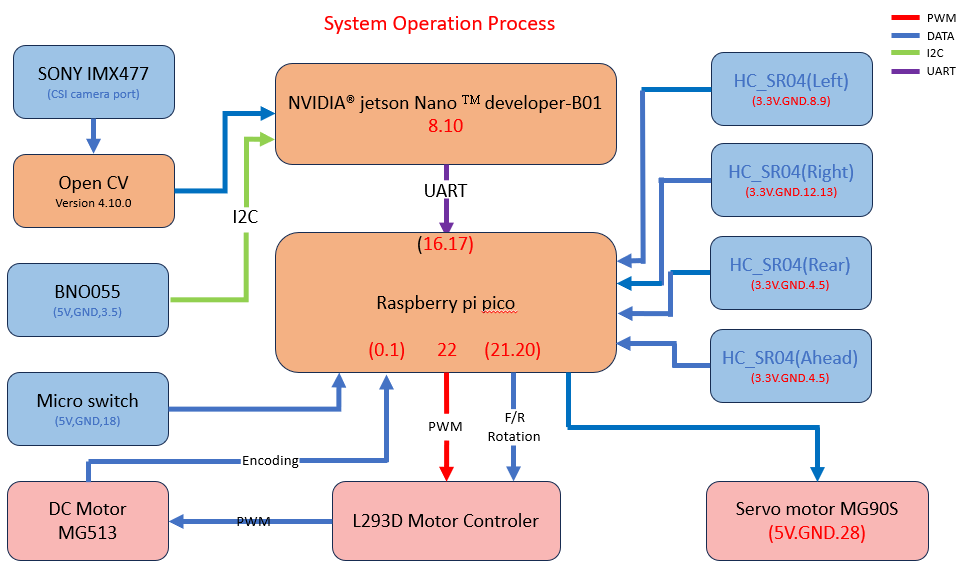 System Operation Process
PWM
DATA
I2C
UART
SONY IMX477
(CSI camera port)
NVIDIA® jetson Nano ™ developer-B01
8.10
HC_SR04(Left)
(3.3V.GND.8.9)
Open CV
Version 4.10.0
UART
HC_SR04(Right)
(3.3V.GND.12.13)
I2C
(16.17)
BNO055
(5V,GND,3.5)
Raspberry pi pico
HC_SR04(Rear)
(3.3V.GND.4.5)
(0.1) 22 (21.20)
HC_SR04(Ahead)
(3.3V.GND.4.5)
Micro switch
(5V,GND,18)
PWM
F/R
Rotation
Encoding
DC Motor
MG513
PWM
L293D Motor Controler
Servo motor MG90S
(5V.GND.28)